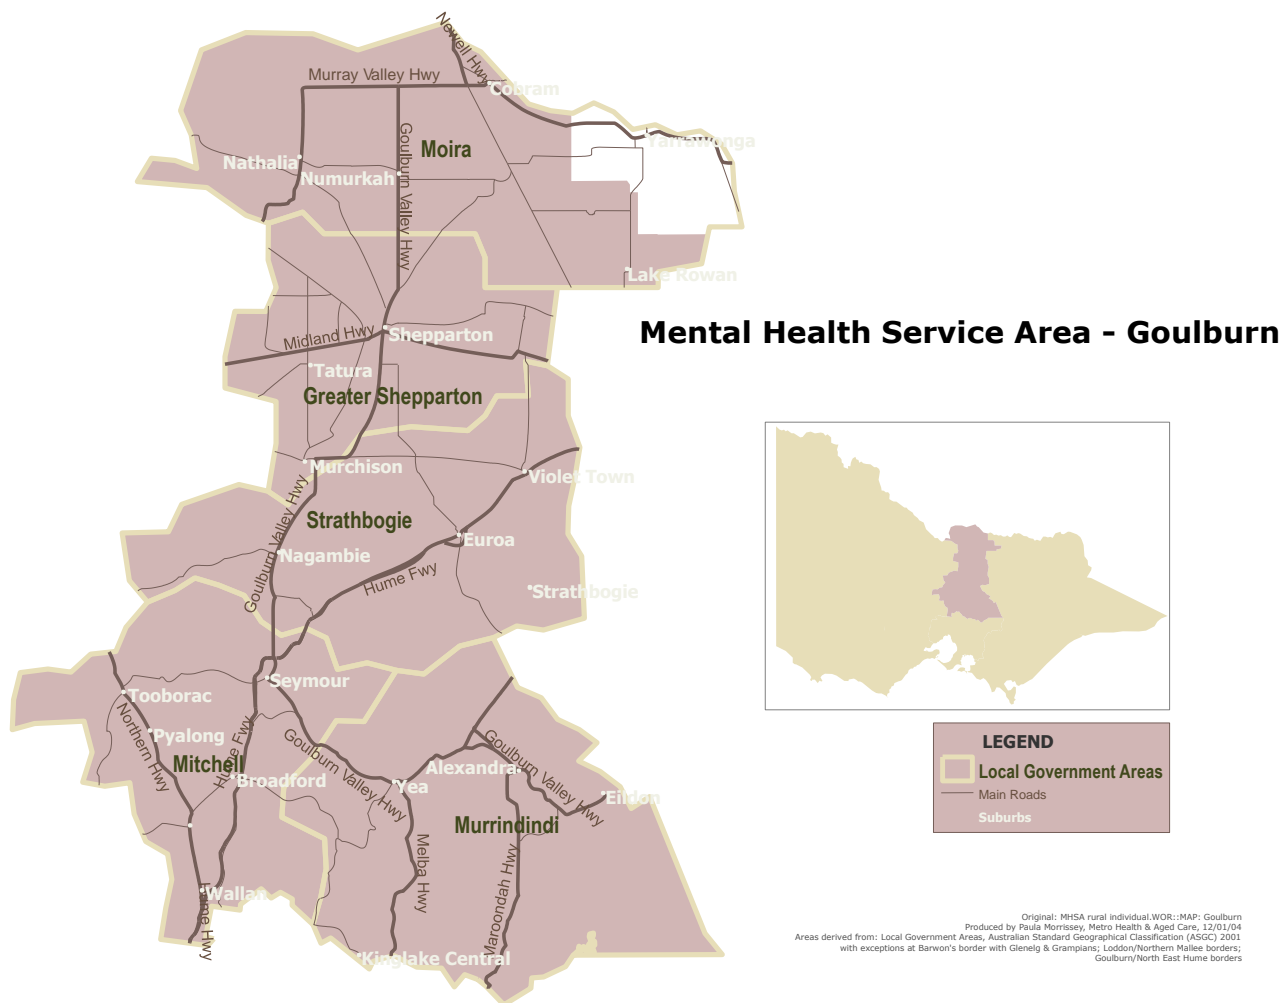 Newell Hwy
Murray Valley Hwy
Cobram
Goulburn Valley Hwy
Moira
Yarrawonga
Nathalia
Numurkah
Lake Rowan
Mental Health Service Area - Goulburn
Midland Hwy
Shepparton
Tatura
Greater Shepparton
Murchison
Violet Town
Goulburn Valley Hwy
Strathbogie
Euroa
Nagambie
Hume Fwy
Strathbogie
Seymour
Tooborac
Northern Hwy
Pyalong
Hume Fwy
Mitchell
Broadford
Goulburn Valley Hwy
Goulburn Valley Hwy
Alexandra
Yea
Eildon
Murrindindi
Melba Hwy
Maroondah Hwy
Wallan
Hume Hwy
Kinglake Central
LEGEND
Local Government Areas
Main Roads
Suburbs
Original: MHSA rural individual.WOR::MAP: Goulburn
Produced by Paula Morrissey, Metro Health & Aged Care, 12/01/04
Areas derived from: Local Government Areas, Australian Standard Geographical Classification (ASGC) 2001
with exceptions at Barwon's border with Glenelg & Grampians; Loddon/Northern Mallee borders;
Goulburn/North East Hume borders